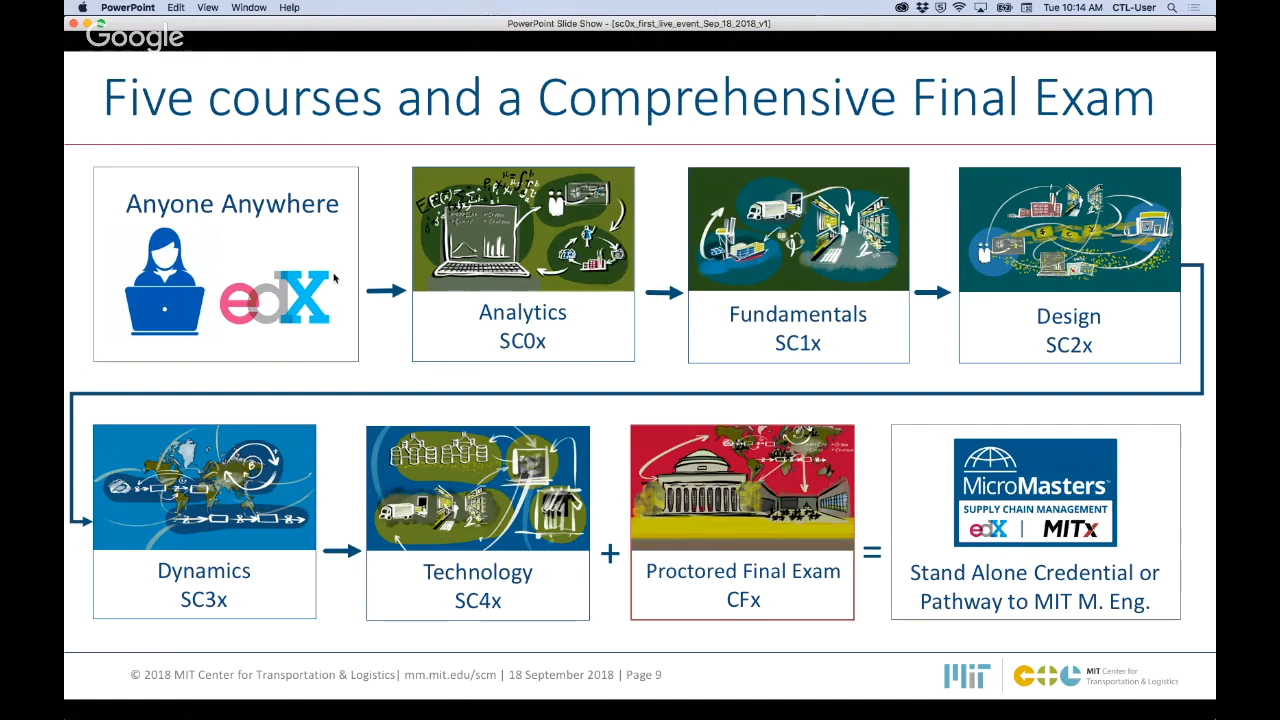 PowerPoint Edit View Window Help
Tue 10:14 AM CTL-User
PowerPoint Slide Show - [sc0x_first_live_event_Sep_18_2018_v1]
Google
Five courses and a Comprehensive Final Exam
Anyone Anywhere
edX
Analytics
SC0x
Fundamentals
SC1x
Design
SC2x
Dynamics
SC3x
Technology
SC4x
+
Proctored Final Exam
CFx
=
MicroMasters™
SUPPLY CHAIN MANAGEMENT
edX | MITx
Stand Alone Credential or
Pathway to MIT M. Eng.
© 2018 MIT Center for Transportation & Logistics| mm.mit.edu/scm | 18 September 2018 | Page 9
MIT
CTL
MIT Center for
Transportation & Logistics